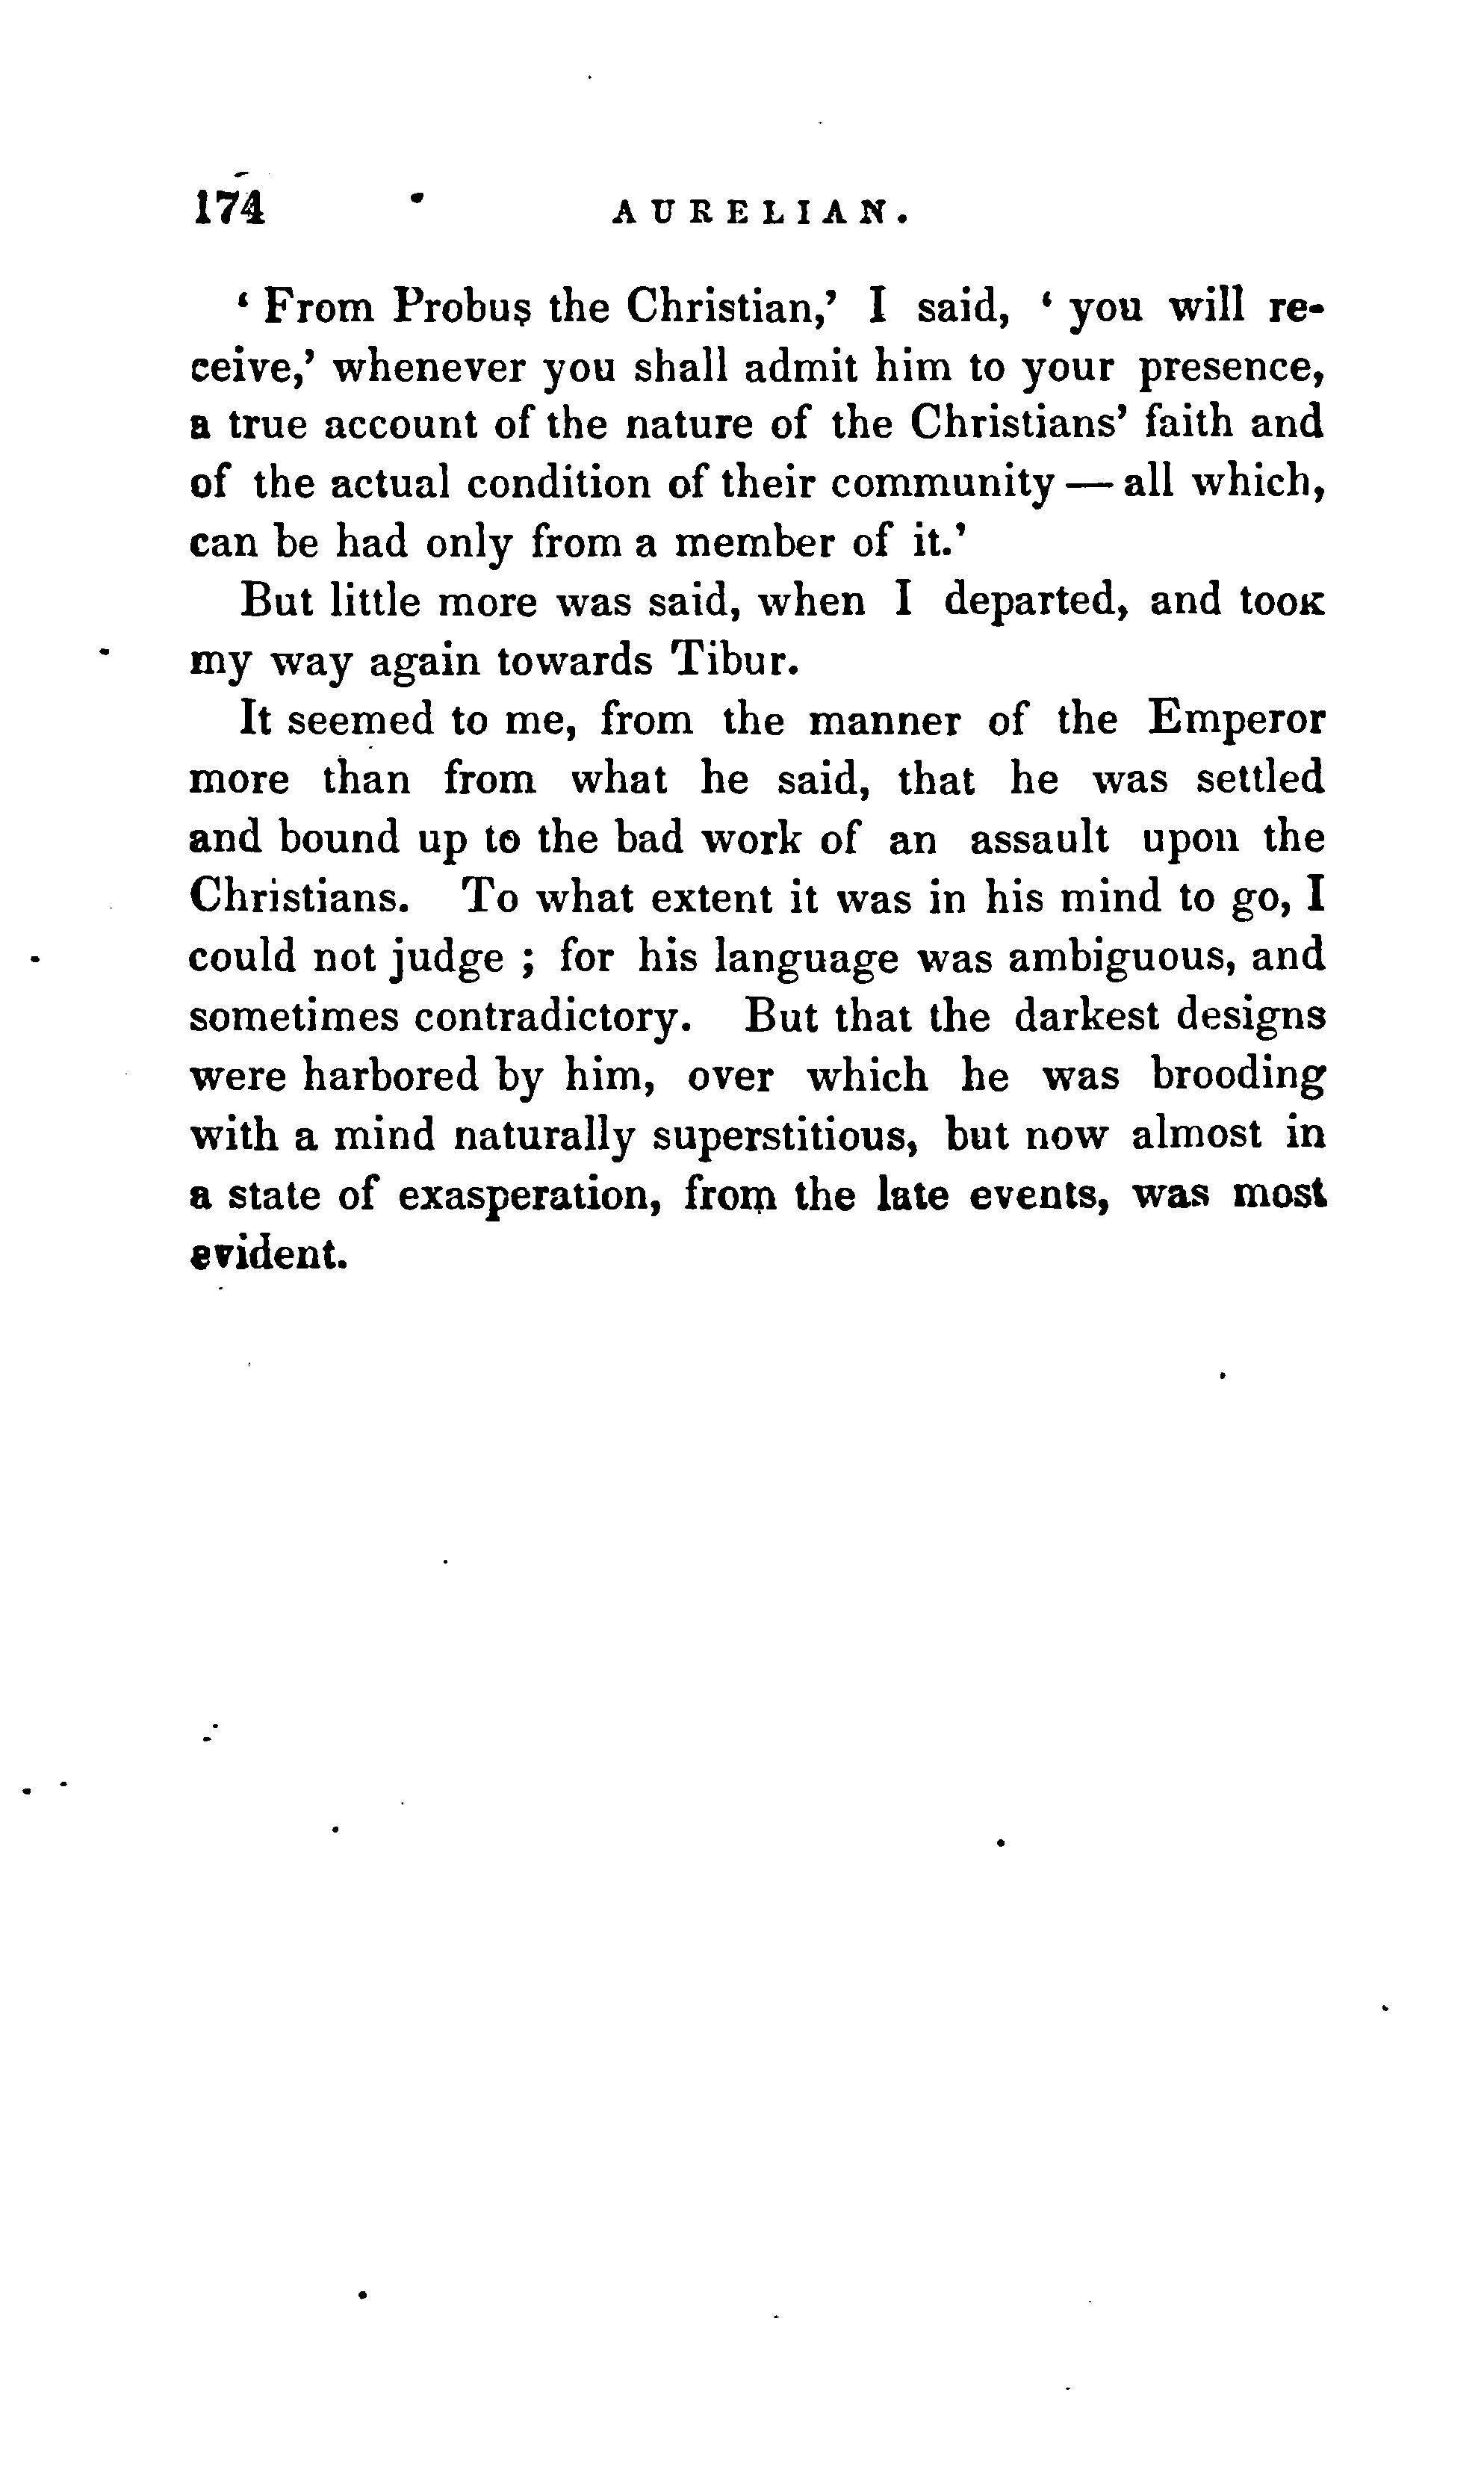 174 AURELIAN.
‘ From Probus the Christian,’ I said, ‘ you will re-
ceive,’ whenever you shall admit him to your presence,
a true account of the nature of the Christians’ faith and
of the actual condition of their community — all which,
can be had only from a member of it.’
But little more was said, when I departed, and took
my way again towards Tibur.
It seemed to me, from the manner of the Emperor
more than from what he said, that he was settled
and bound up to the bad work of an assault upon the
Christians. To what extent it was in his mind to go, I
could not judge ; for his language was ambiguous, and
sometimes contradictory. But that the darkest designs
were harbored by him, over which he was brooding
with a mind naturally superstitious, but now almost in
a state of exasperation, from the late events, was most
evident.